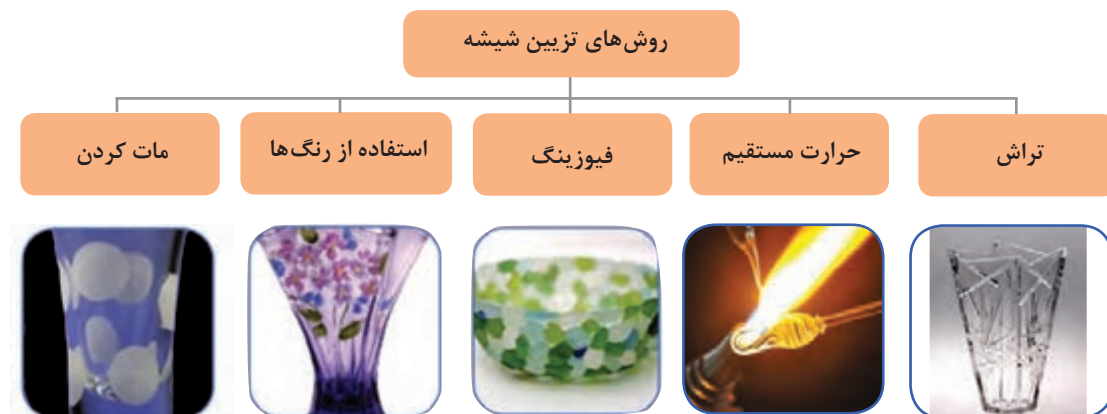 روش‌های تزیین شیشه
تراش
حرارت مستقیم
فیوزینگ
استفاده از رنگ‌ها
مات کردن